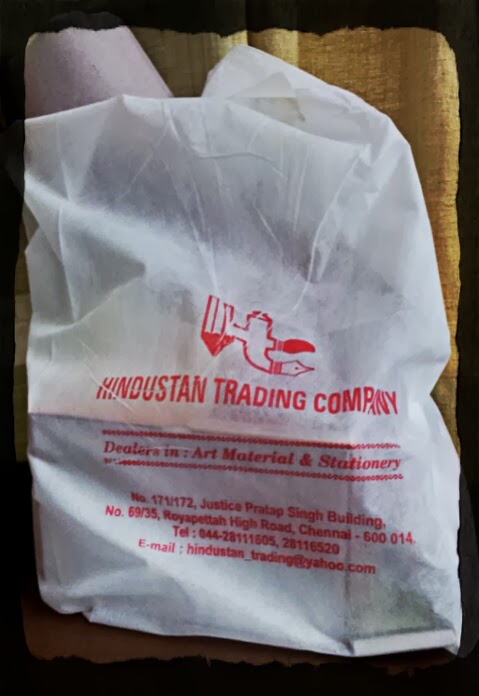 HINDUSTAN TRADING COMPANY
Dealers in : Art Material & Stationery
No. 171/172, Justice Pratap Singh Building,
No. 69/35, Royapettah High Road, Chennai - 600 014.
Tel : 044-28111605, 28116520
E-mail : hindustan_trading@yahoo.com